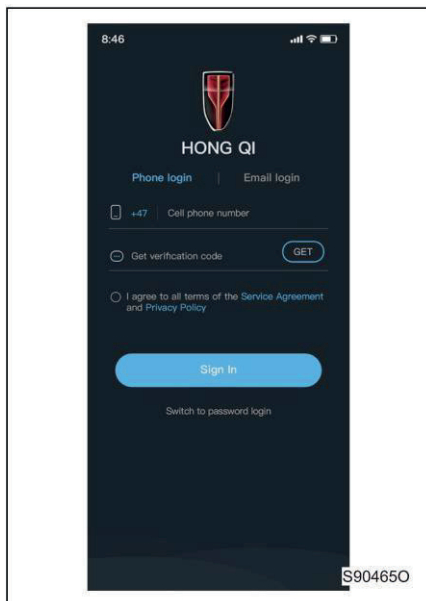 8:46
HONG QI
Phone login | Email login
+47 | Cell phone number
Get verification code GET
I agree to all terms of the Service Agreement
and Privacy Policy
Sign In
Switch to password login
S90465O